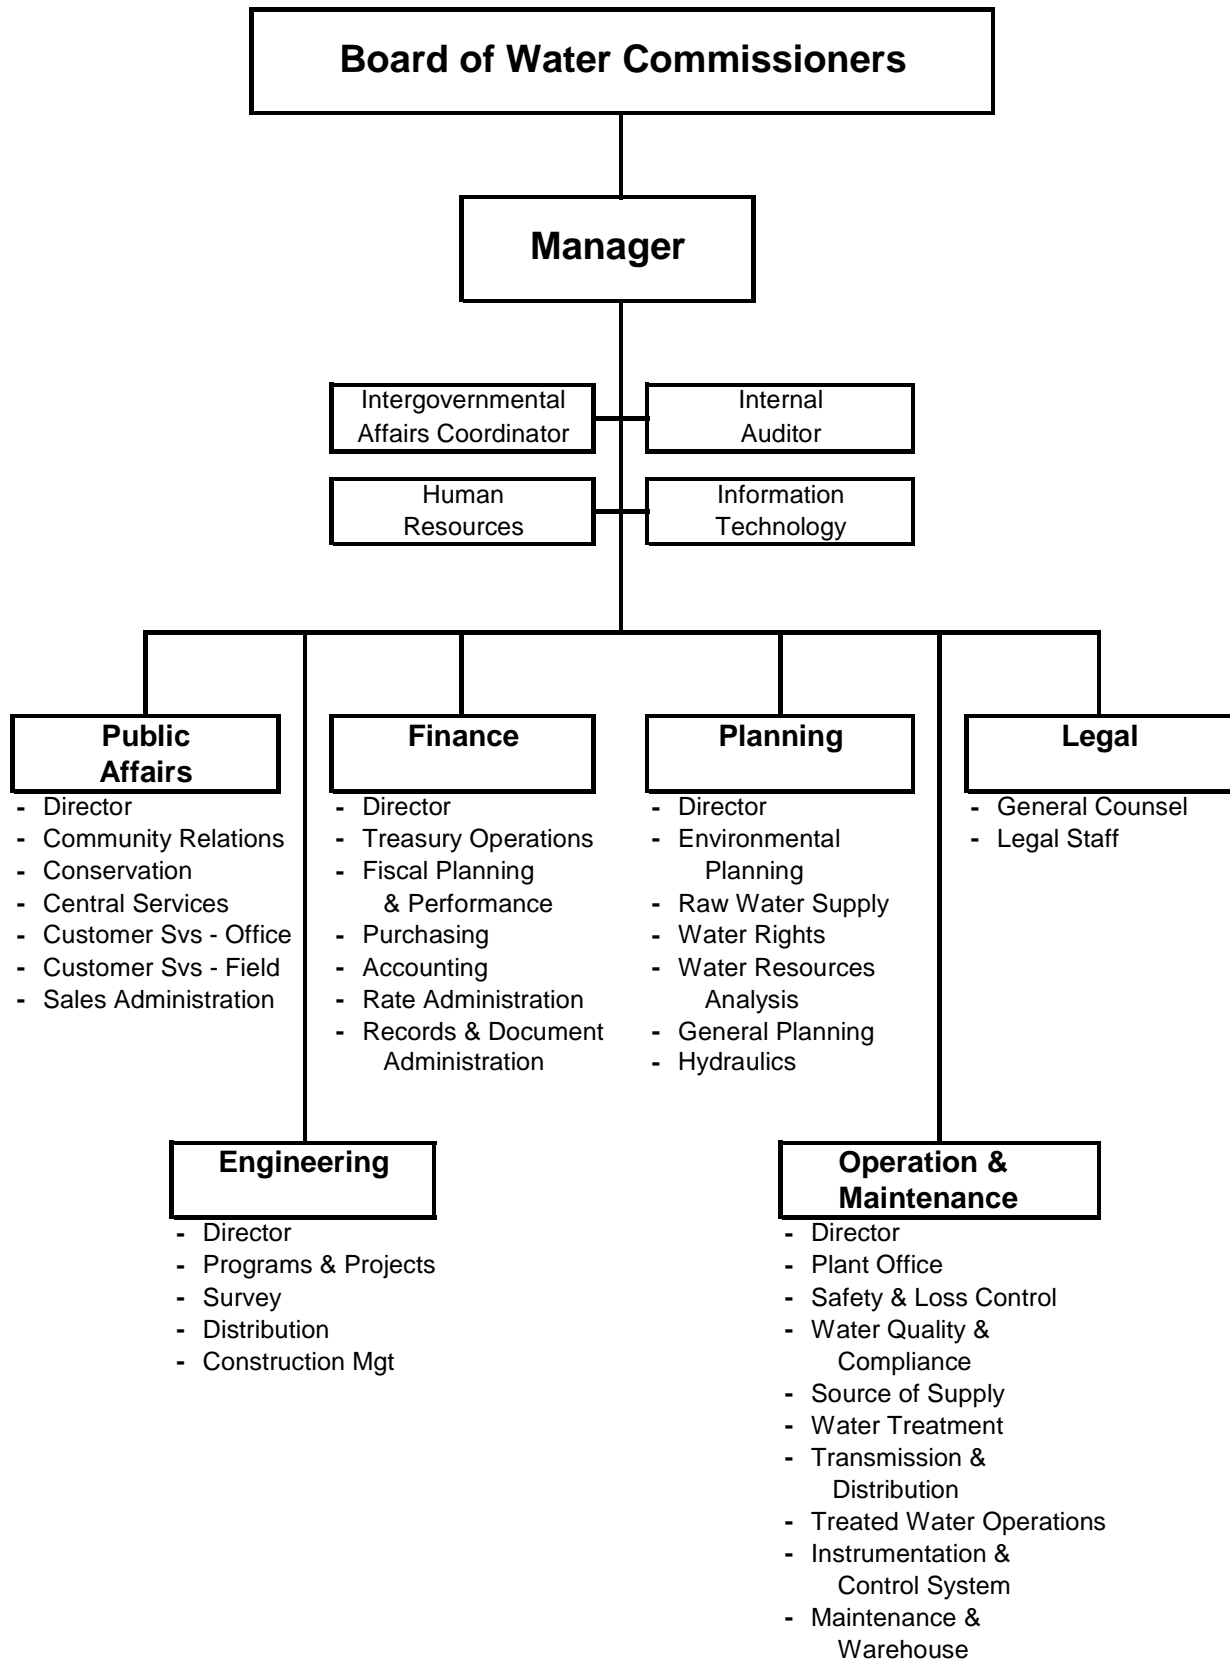 Board of Water Commissioners
Manager
Intergovernmental
Affairs Coordinator
Internal
Auditor
Human
Resources
Information
Technology
Public
Affairs
- Director
- Community Relations
- Conservation
- Central Services
- Customer Svs - Office
- Customer Svs - Field
- Sales Administration
Finance
- Director
- Treasury Operations
- Fiscal Planning
& Performance
- Purchasing
- Accounting
- Rate Administration
- Records & Document
Administration
Planning
- Director
- Environmental
Planning
- Raw Water Supply
- Water Rights
- Water Resources
Analysis
- General Planning
- Hydraulics
Legal
- General Counsel
- Legal Staff
Engineering
- Director
- Programs & Projects
- Survey
- Distribution
- Construction Mgt
Operation &
Maintenance
- Director
- Plant Office
- Safety & Loss Control
- Water Quality &
Compliance
- Source of Supply
- Water Treatment
- Transmission &
Distribution
- Treated Water Operations
- Instrumentation &
Control System
- Maintenance &
Warehouse